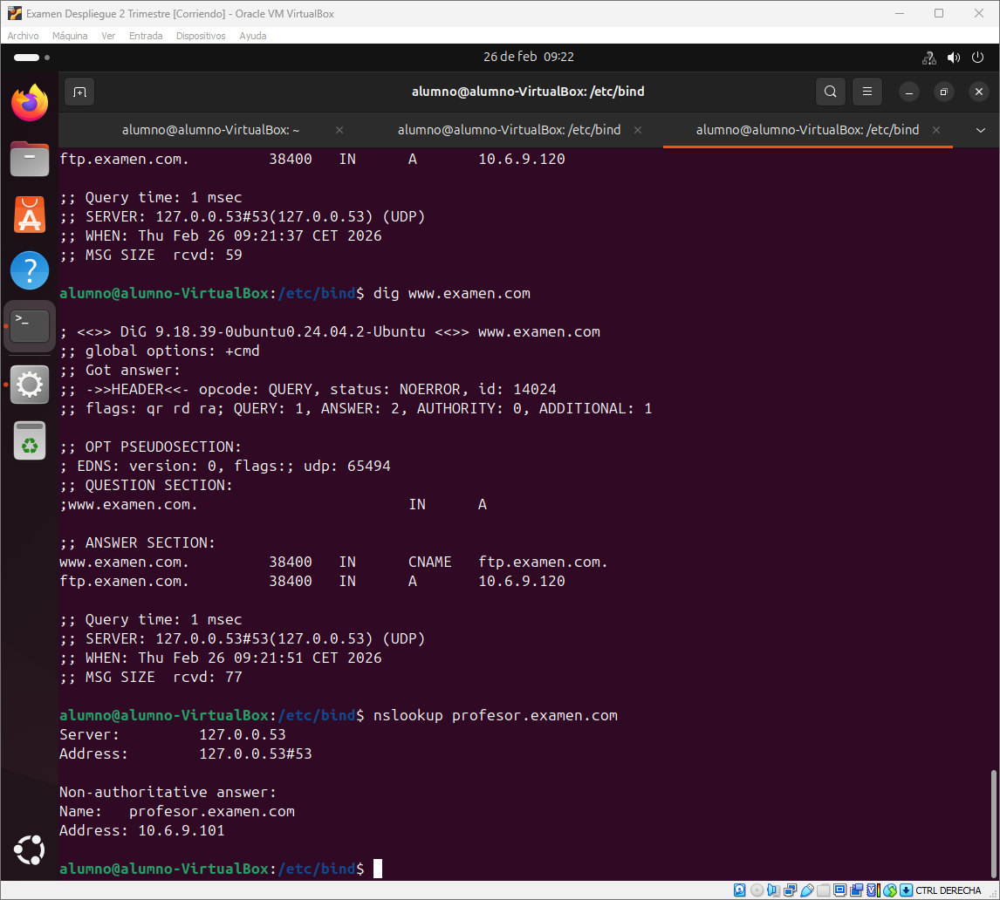 Examen Despliegue 2 Trimestre [Corriendo] - Oracle VM VirtualBox
Archivo Máquina Ver Entrada Dispositivos Ayuda
26 de feb 09:22
alumno@alumno-VirtualBox: /etc/bind
alumno@alumno-VirtualBox: ~ alumno@alumno-VirtualBox: /etc/bind alumno@alumno-VirtualBox: /etc/bind
ftp.examen.com. 38400 IN A 10.6.9.120
;; Query time: 1 msec
;; SERVER: 127.0.0.53#53(127.0.0.53) (UDP)
;; WHEN: Thu Feb 26 09:21:37 CET 2026
;; MSG SIZE rcvd: 59
alumno@alumno-VirtualBox:/etc/bind$ dig www.examen.com
; <<>> DiG 9.18.39-0ubuntu0.24.04.2-Ubuntu <<>> www.examen.com
;; global options: +cmd
;; Got answer:
;; ->>HEADER<<- opcode: QUERY, status: NOERROR, id: 14024
;; flags: qr rd ra; QUERY: 1, ANSWER: 2, AUTHORITY: 0, ADDITIONAL: 1
;; OPT PSEUDOSECTION:
; EDNS: version: 0, flags:; udp: 65494
;; QUESTION SECTION:
;www.examen.com. IN A
;; ANSWER SECTION:
www.examen.com. 38400 IN CNAME ftp.examen.com.
ftp.examen.com. 38400 IN A 10.6.9.120
;; Query time: 1 msec
;; SERVER: 127.0.0.53#53(127.0.0.53) (UDP)
;; WHEN: Thu Feb 26 09:21:51 CET 2026
;; MSG SIZE rcvd: 77
alumno@alumno-VirtualBox:/etc/bind$ nslookup profesor.examen.com
Server: 127.0.0.53
Address: 127.0.0.53#53
Non-authoritative answer:
Name: profesor.examen.com
Address: 10.6.9.101
alumno@alumno-VirtualBox:/etc/bind$
CTRL DERECHA